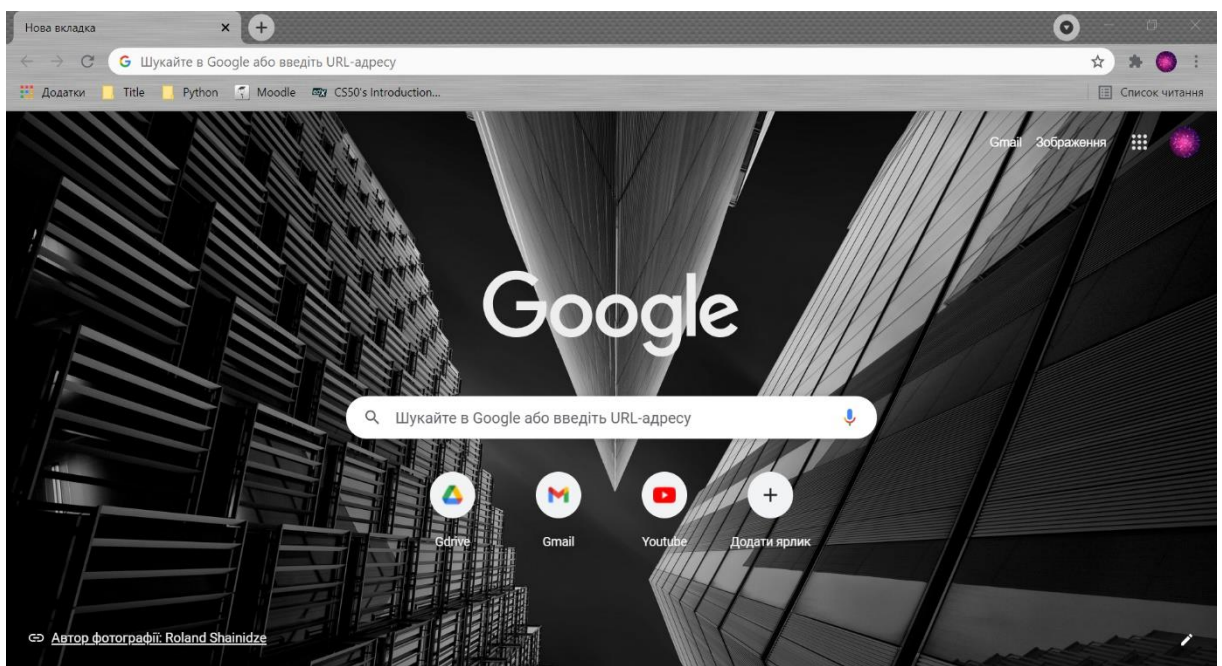 Нова вкладка
Шукайте в Google або введіть URL-адресу
Додатки Title Python Moodle CS50's Introduction... Список читання
Gmail Зображення
Google
Шукайте в Google або введіть URL-адресу
Gdrive Gmail Youtube Додати ярлик
Автор фотографії: Roland Shainidze